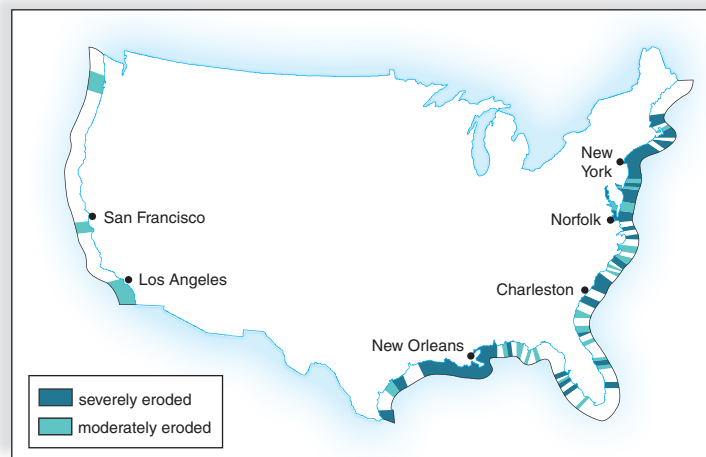 New
York
San Francisco
Norfolk
Los Angeles
Charleston
New Orleans
severely eroded
moderately eroded